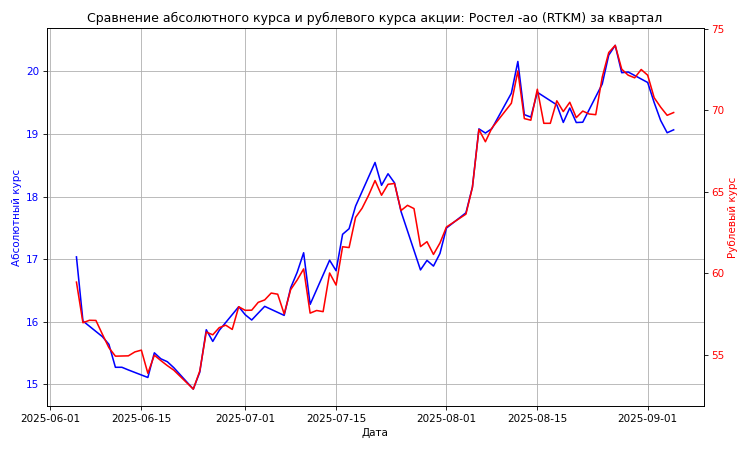 Сравнение абсолютного курса и рублевого курса акции: Ростел -ао (RTKM) за квартал
Абсолютный курс
20
19
18
17
16
15
75
70
65
60
55
Рублевый курс
2025-06-01 2025-06-15 2025-07-01 2025-07-15 2025-08-01 2025-08-15 2025-09-01
Дата